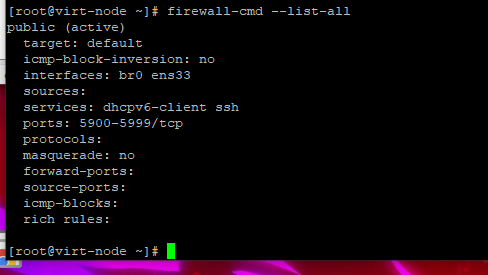 [root@virt-node ~]# firewall-cmd --list-all
public (active)
  target: default
  icmp-block-inversion: no
  interfaces: br0 ens33
  sources:
  services: dhcpv6-client ssh
  ports: 5900-5999/tcp
  protocols:
  masquerade: no
  forward-ports:
  source-ports:
  icmp-blocks:
  rich rules:
[root@virt-node ~]#